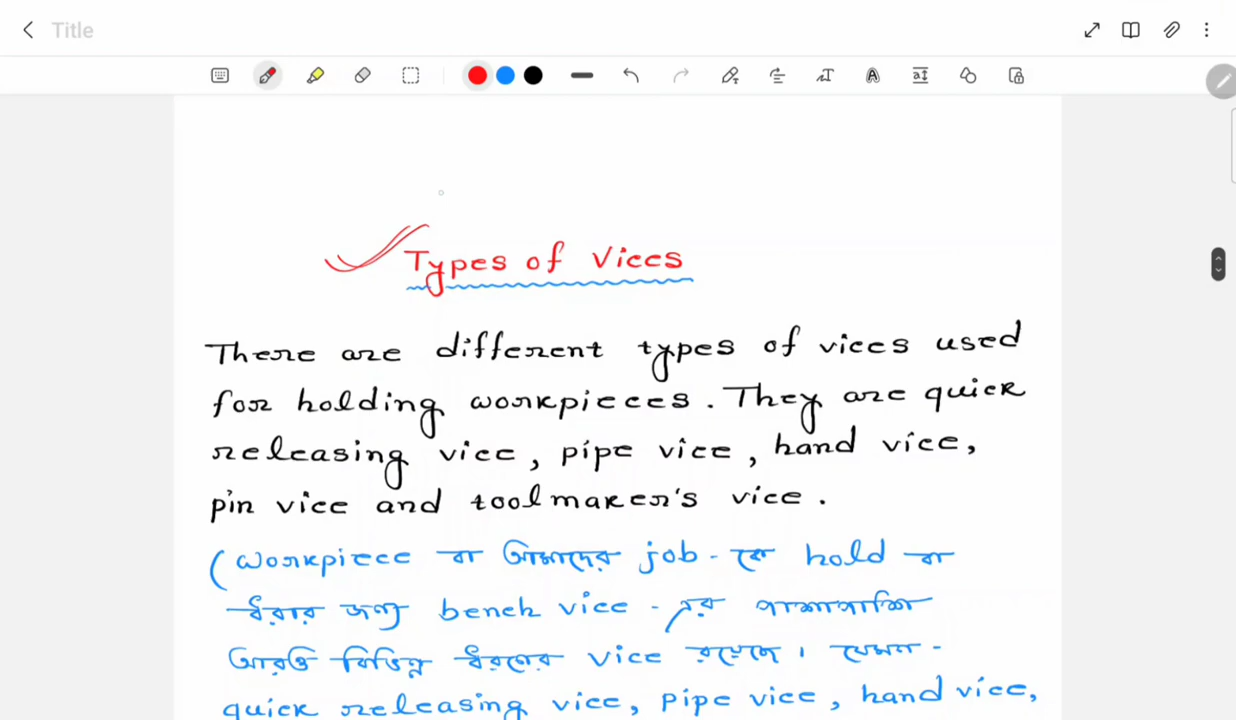 Title
Types of Vices
There are different types of vices used
for holding workpieces. They are quick
releasing vice, pipe vice, hand vice,
pin vice and toolmaker's vice.
(workpiece বা আমাদের job-কে hold বা
ধরার জন্য bench vice-এর পাশাপাশি
আরও বিভিন্ন ধরণের vice রয়েছে। যেমন-
quick releasing vice, pipe vice, hand vice,